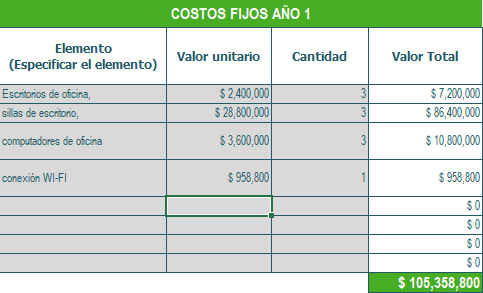 COSTOS FIJOS AÑO 1
Elemento (Especificar el elemento) Valor unitario Cantidad Valor Total
Escritorios de oficina, $ 2,400,000 3 $ 7,200,000
sillas de escritorio, $ 28,800,000 3 $ 86,400,000
computadores de oficina $ 3,600,000 3 $ 10,800,000
conexión WI-FI $ 958,800 1 $ 958,800
$ 0
$ 0
$ 0
$ 0
$ 105,358,800